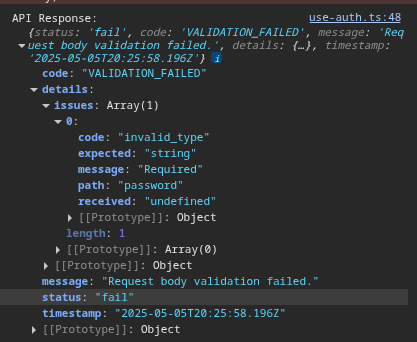 API Response: use-auth.ts:48
{status: 'fail', code: 'VALIDATION_FAILED', message: 'Req
uest body validation failed.', details: {…}, timestamp:
'2025-05-05T20:25:58.196Z'} i
code: "VALIDATION_FAILED"
details:
issues: Array(1)
0:
code: "invalid_type"
expected: "string"
message: "Required"
path: "password"
received: "undefined"
[[Prototype]]: Object
length: 1
[[Prototype]]: Array(0)
[[Prototype]]: Object
message: "Request body validation failed."
status: "fail"
timestamp: "2025-05-05T20:25:58.196Z"
[[Prototype]]: Object